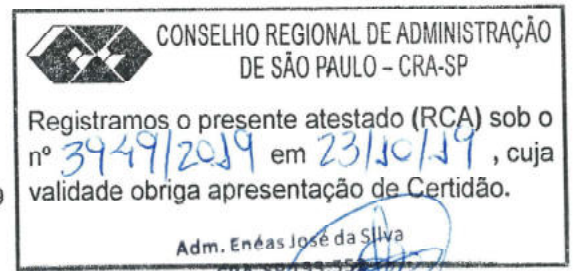 CONSELHO REGIONAL DE ADMINISTRAÇÃO
DE SÃO PAULO – CRA-SP
Registramos o presente atestado (RCA) sob o
nº 3949/2019 em 23/10/19 , cuja
validade obriga apresentação de Certidão.
Adm. Enéas José da Silva